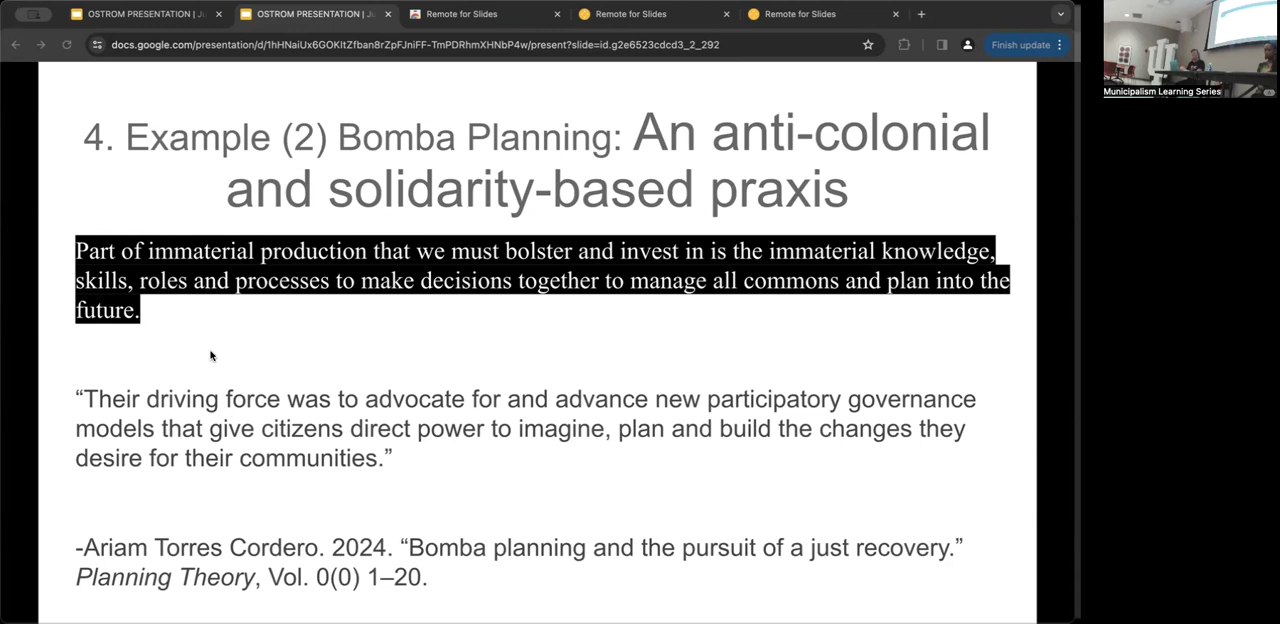 OSTROM PRESENTATION | Ju
OSTROM PRESENTATION | Ju
Remote for Slides
Remote for Slides
Remote for Slides
docs.google.com/presentation/d/1hHNaiUx6GOKItZfban8rZpFJniFF-TmPDRhmXHNbP4w/present?slide=id.g2e6523cdcd3_2_292
Finish update
Municipalism Learning Series
4. Example (2) Bomba Planning: An anti-colonial
and solidarity-based praxis
Part of immaterial production that we must bolster and invest in is the immaterial knowledge,
skills, roles and processes to make decisions together to manage all commons and plan into the
future.
“Their driving force was to advocate for and advance new participatory governance
models that give citizens direct power to imagine, plan and build the changes they
desire for their communities.”
-Ariam Torres Cordero. 2024. “Bomba planning and the pursuit of a just recovery.”
Planning Theory, Vol. 0(0) 1–20.